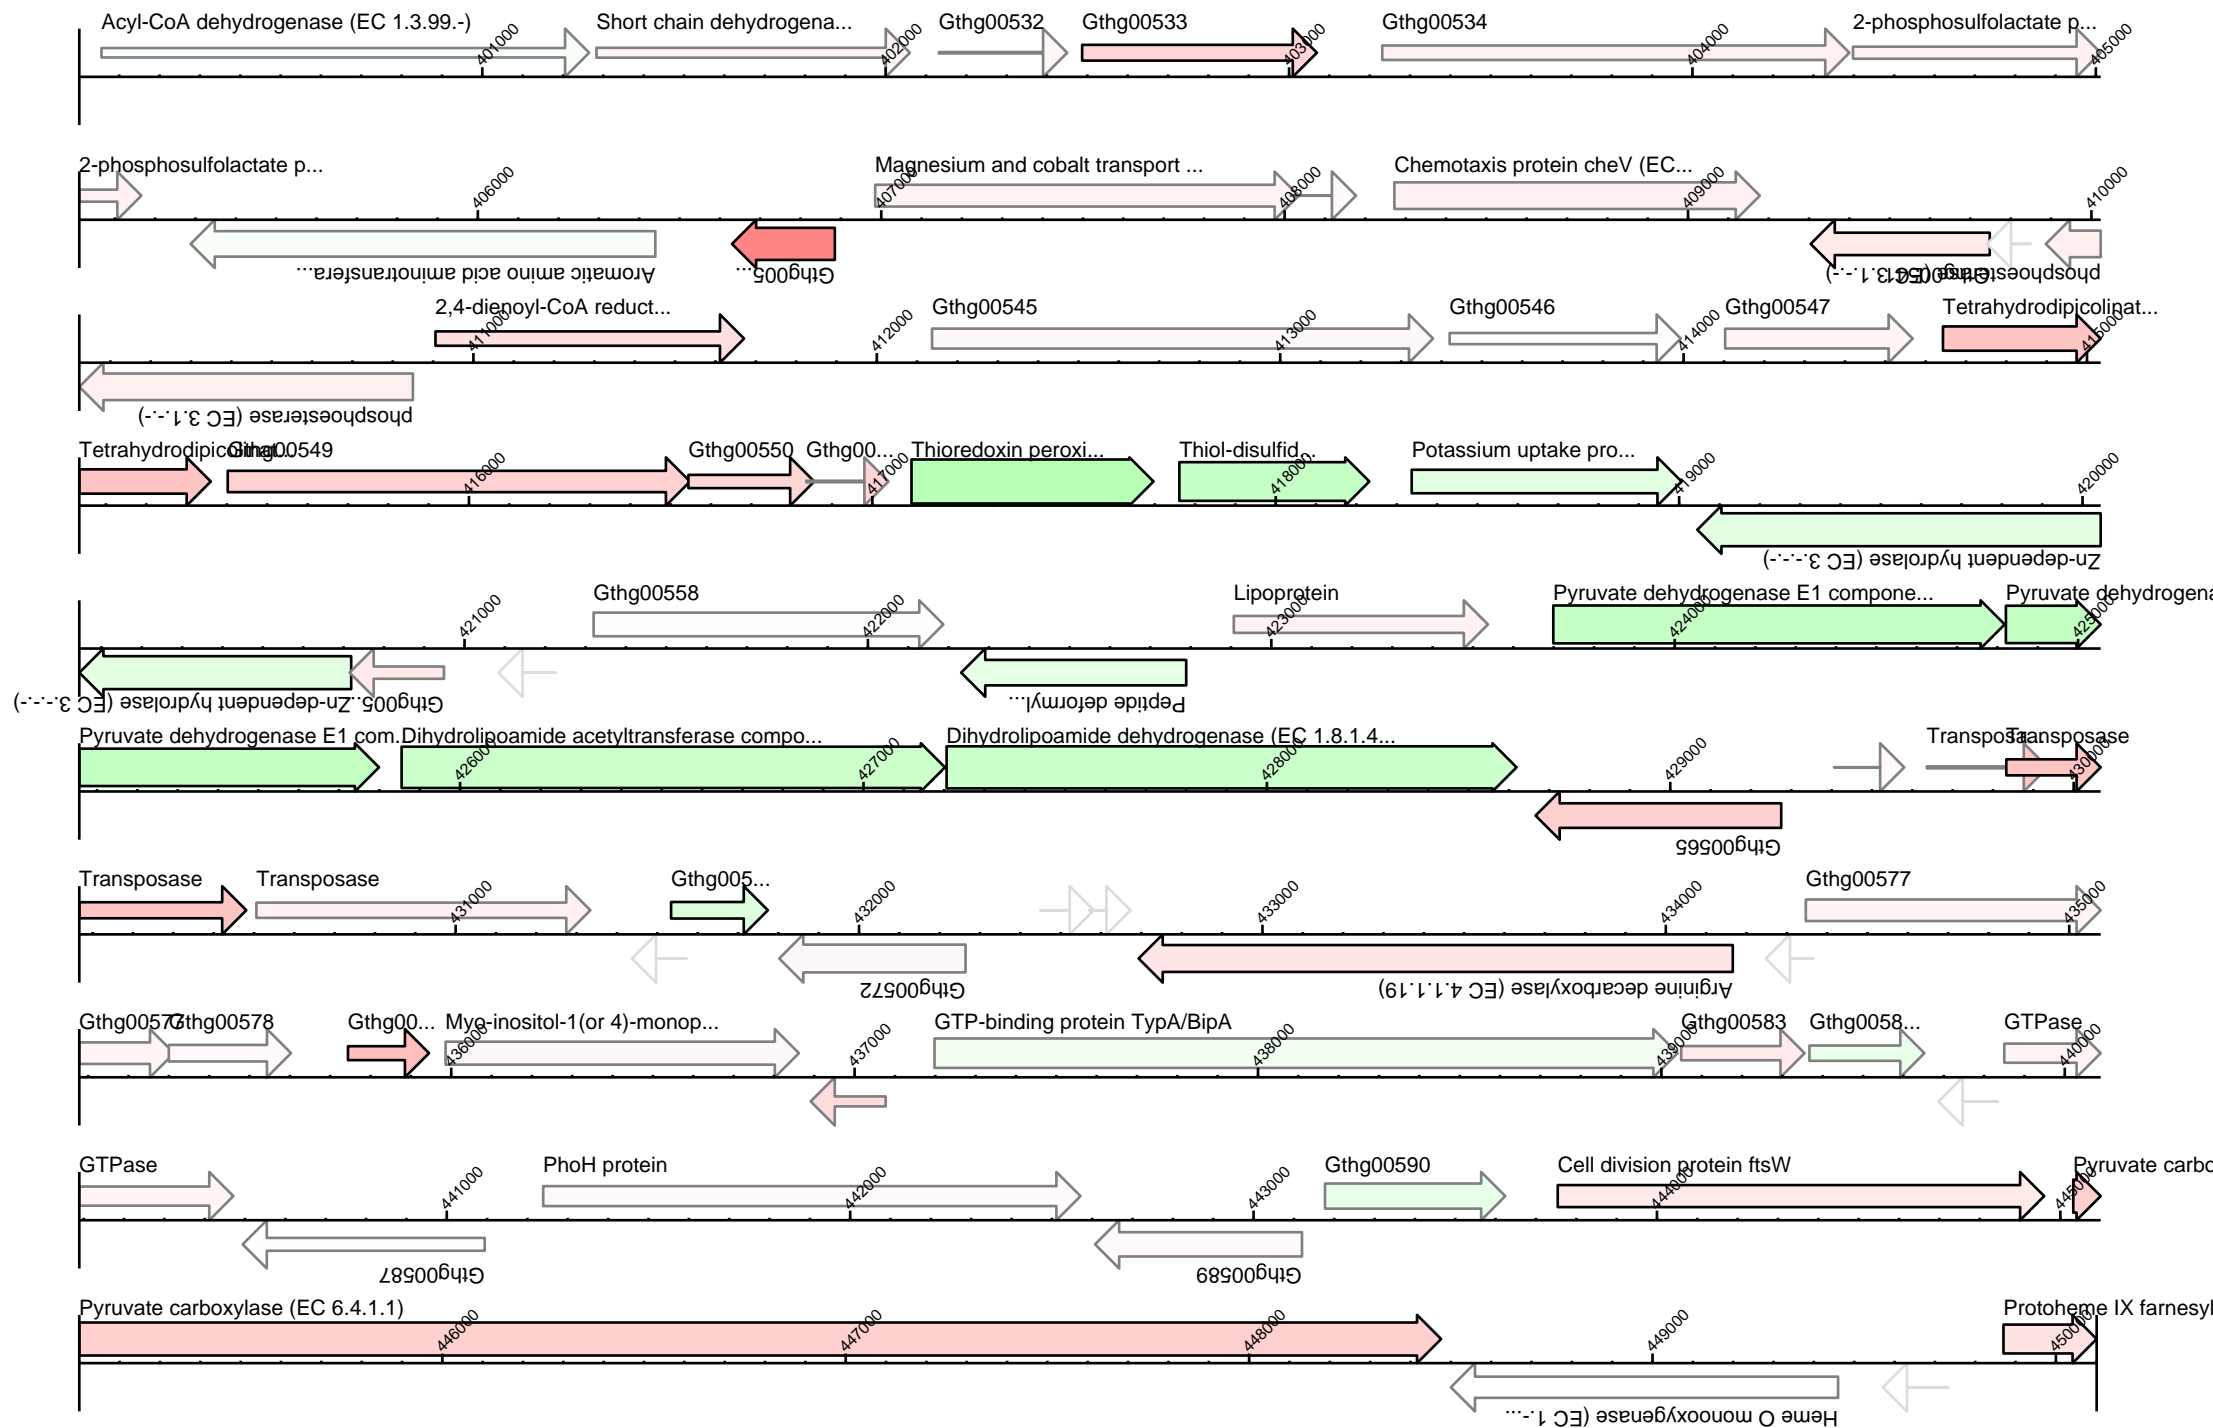 Acyl-CoA dehydrogenase (EC 1.3.99.-) Short chain dehydrogena... Gthg00532 Gthg00533 Gthg00534 2-phosphosulfolactate p...
401000 402000 403000 404000 405000
2-phosphosulfolactate p... Magnesium and cobalt transport ... Chemotaxis protein cheV (EC...
406000 407000 408000 409000 410000
Aromatic amino acid aminotransfera... Gthg005... phosphoesterase (EC 3.1.-.-)
2,4-dienoyl-CoA reduct... Gthg00545 Gthg00546 Gthg00547 Tetrahydrodipicolinat...
411000 412000 413000 414000 415000
phosphoesterase (EC 3.1.-.-)
Tetrahydrodipicolinat... Gthg00549 Gthg00550 Gthg00... Thioredoxin peroxi... Thiol-disulfid... Potassium uptake pro...
416000 417000 418000 419000 420000
Zn-dependent hydrolase (EC 3.-.-.-)
Gthg00558 Lipoprotein Pyruvate dehydrogenase E1 compone... Pyruvate dehydrogena
421000 422000 423000 424000 425000
Zn-dependent hydrolase (EC 3.-.-.-) Gthg005... Peptide deformyl...
Pyruvate dehydrogenase E1 com... Dihydrolipoamide acetyltransferase compo... Dihydrolipoamide dehydrogenase (EC 1.8.1.4... Transposa... Transposase
426000 427000 428000 429000 430000
Gthg00565
Transposase Transposase Gthg005... Gthg00577
431000 432000 433000 434000 435000
Gthg00572 Arginine decarboxylase (EC 4.1.1.19)
Gthg00577 Gthg00578 Gthg00... Myo-inositol-1(or 4)-monop... GTP-binding protein TypA/BipA Gthg00583 Gthg0058... GTPase
436000 437000 438000 439000 440000
GTPase PhoH protein Gthg00590 Cell division protein ftsW Pyruvate carbo
441000 442000 443000 444000 445000
Gthg00587 Gthg00589
Pyruvate carboxylase (EC 6.4.1.1) Protoheme IX farnesyl
446000 447000 448000 449000 450000
Heme O monooxygenase (EC 1.-...